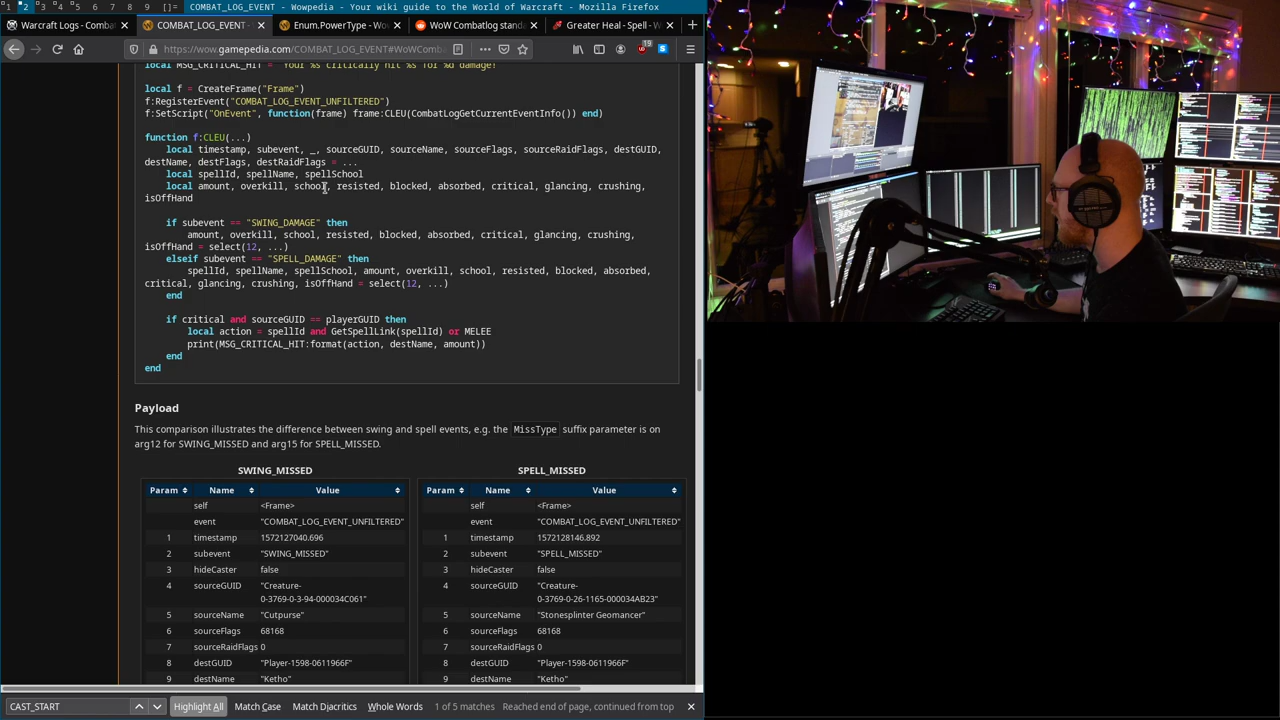 1 2 3 4 5 6 7 8 9 []= COMBAT_LOG_EVENT - Wowpedia - Your wiki guide to the World of Warcraft - Mozilla Firefox
Warcraft Logs - Comba
COMBAT_LOG_EVENT -
Enum.PowerType - Wo
WoW Combatlog stand
Greater Heal - Spell - W
https://wow.gamepedia.com/COMBAT_LOG_EVENT#WoWComb
19
local MSG_CRITICAL_HIT = "Your %s critically hit %s for %d damage!"
local f = CreateFrame("Frame")
f:RegisterEvent("COMBAT_LOG_EVENT_UNFILTERED")
f:SetScript("OnEvent", function(frame) frame:CLEU(CombatLogGetCurrentEventInfo()) end)
function f:CLEU(...)
local timestamp, subevent, _, sourceGUID, sourceName, sourceFlags, sourceRaidFlags, destGUID,
destName, destFlags, destRaidFlags = ...
local spellId, spellName, spellSchool
local amount, overkill, school, resisted, blocked, absorbed, critical, glancing, crushing,
isOffHand
if subevent == "SWING_DAMAGE" then
amount, overkill, school, resisted, blocked, absorbed, critical, glancing, crushing,
isOffHand = select(12, ...)
elseif subevent == "SPELL_DAMAGE" then
spellId, spellName, spellSchool, amount, overkill, school, resisted, blocked, absorbed,
critical, glancing, crushing, isOffHand = select(12, ...)
end
if critical and sourceGUID == playerGUID then
local action = spellId and GetSpellLink(spellId) or MELEE
print(MSG_CRITICAL_HIT:format(action, destName, amount))
end
end
Payload
This comparison illustrates the difference between swing and spell events, e.g. the MissType suffix parameter is on
arg12 for SWING_MISSED and arg15 for SPELL_MISSED.
SWING_MISSED SPELL_MISSED
Param Name Value Param Name Value
self <Frame> self <Frame>
event "COMBAT_LOG_EVENT_UNFILTERED" event "COMBAT_LOG_EVENT_UNFILTERED"
1 timestamp 1572127040.696 1 timestamp 1572128146.892
2 subevent "SWING_MISSED" 2 subevent "SPELL_MISSED"
3 hideCaster false 3 hideCaster false
4 sourceGUID "Creature- 4 sourceGUID "Creature-
0-3769-0-3-94-000034C061" 0-3769-0-26-1165-000034AB23"
5 sourceName "Cutpurse" 5 sourceName "Stonesplinter Geomancer"
6 sourceFlags 68168 6 sourceFlags 68168
7 sourceRaidFlags 0 7 sourceRaidFlags 0
8 destGUID "Player-1598-0611966F" 8 destGUID "Player-1598-0611966F"
9 destName "Ketho" 9 destName "Ketho"
CAST_START Highlight All Match Case Match Diacritics Whole Words 1 of 5 matches Reached end of page, continued from top